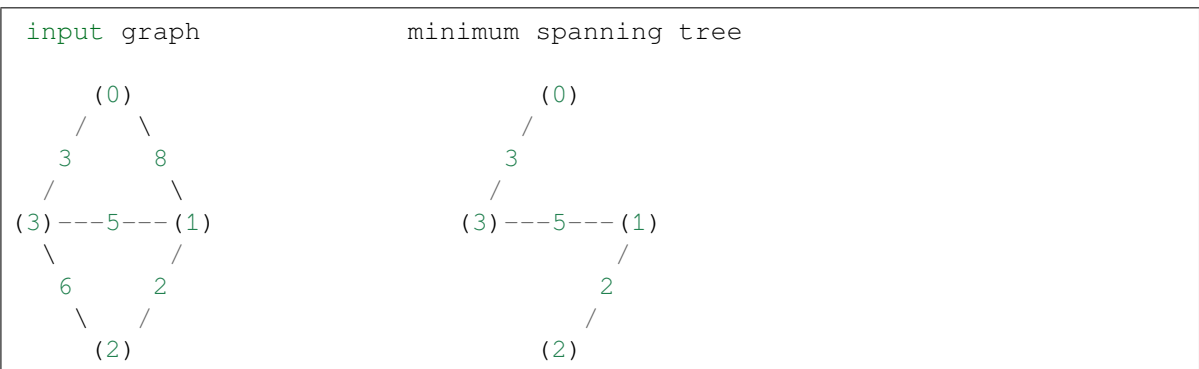 input graph                 minimum spanning tree
      (0)                                 (0)
     /   \                               /
    3     8                             3
   /       \                           /
(3)---5---(1)                       (3)---5---(1)
   \       /                                   /
    6     2                                   2
     \   /                                   /
      (2)                                 (2)